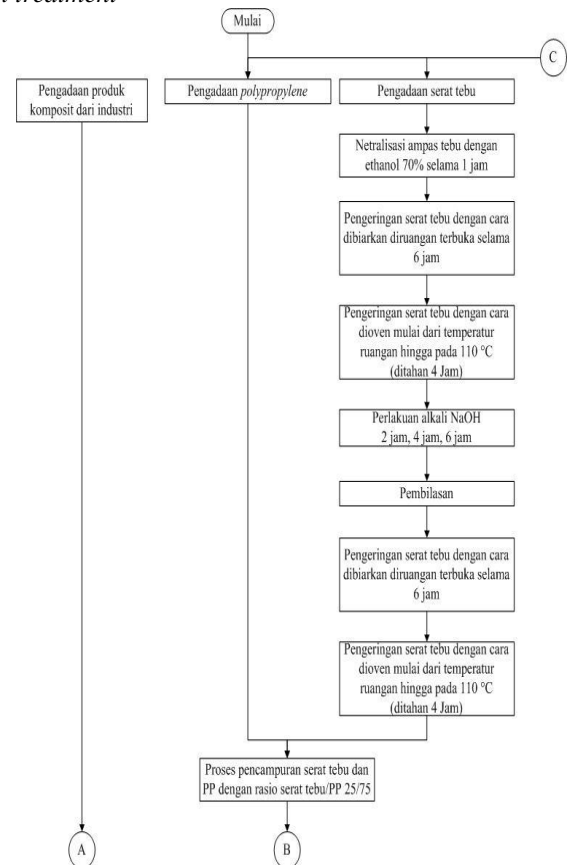 treatment
Mulai
C
Pengadaan produk
komposit dari industri
Pengadaan polypropylene
Pengadaan serat tebu
Netralisasi ampas tebu dengan
ethanol 70% selama 1 jam
Pengeringan serat tebu dengan cara
dibiarkan diruangan terbuka selama
6 jam
Pengeringan serat tebu dengan cara
dioven mulai dari temperatur
ruangan hingga pada 110 °C
(ditahan 4 Jam)
Perlakuan alkali NaOH
2 jam, 4 jam, 6 jam
Pembilasan
Pengeringan serat tebu dengan cara
dibiarkan diruangan terbuka selama
6 jam
Pengeringan serat tebu dengan cara
dioven mulai dari temperatur
ruangan hingga pada 110 °C
(ditahan 4 Jam)
Proses pencampuran serat tebu dan
PP dengan rasio serat tebu/PP 25/75
A
B